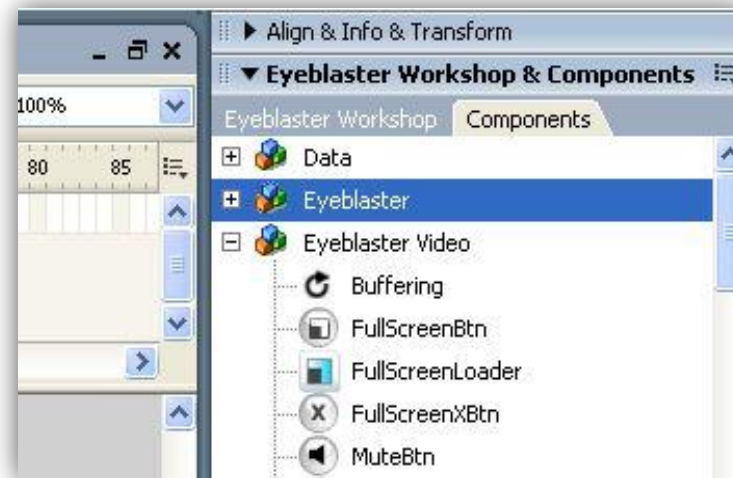 Align & Info & Transform
Eyeblaster Workshop & Components
100%
Eyeblaster Workshop Components
80 85
Data
Eyeblaster
Eyeblaster Video
Buffering
FullScreenBtn
FullScreenLoader
FullScreenXBtn
MuteBtn